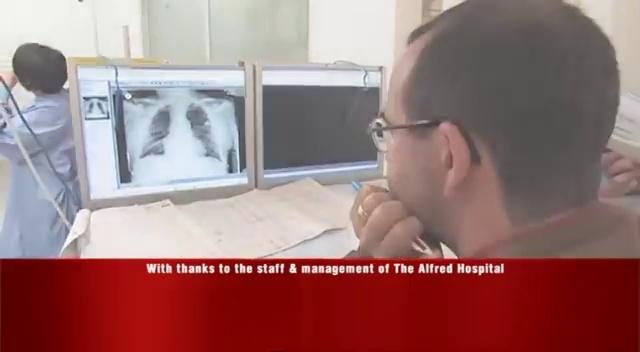 With thanks to the staff & management of The Alfred Hospital